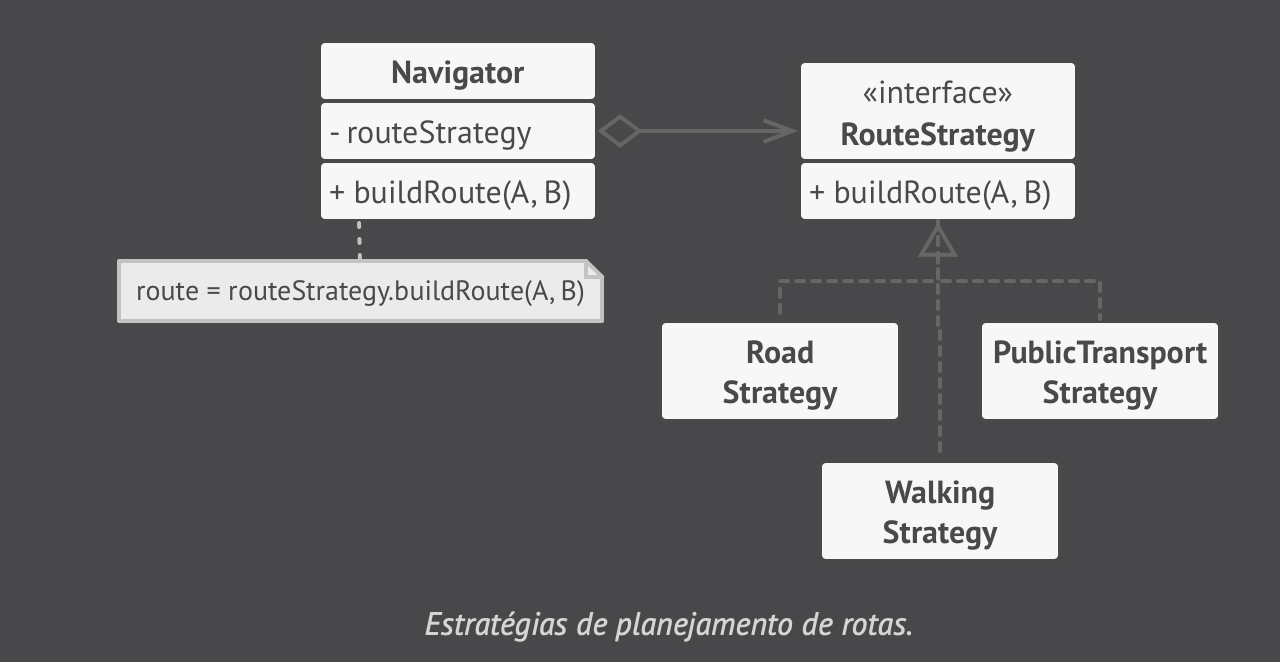 Navigator
- routeStrategy
+ buildRoute(A, B)
route = routeStrategy.buildRoute(A, B)
«interface»
RouteStrategy
+ buildRoute(A, B)
Road
Strategy
PublicTransport
Strategy
Walking
Strategy
Estratégias de planejamento de rotas.